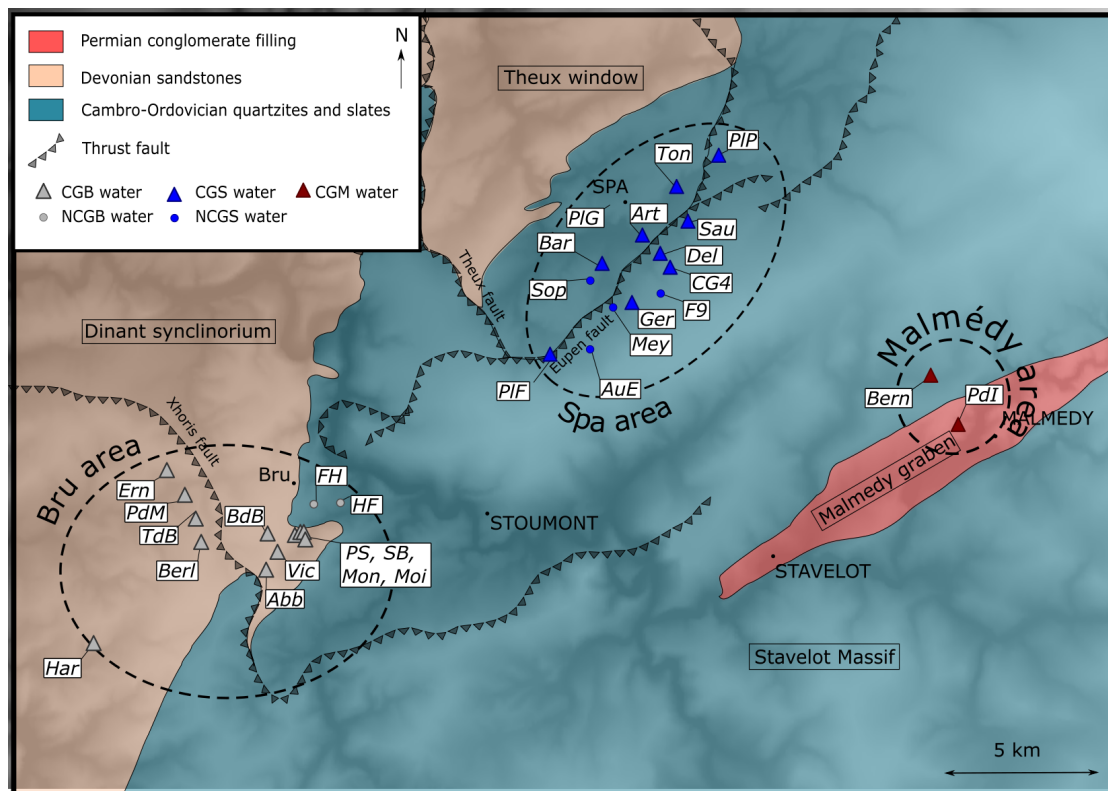 Permian conglomerate filling
Devonian sandstones
Cambro-Ordovician quartzites and slates
Thrust fault
CGB water
CGS water
CGM water
NCGB water
NCGS water
N
Theux window
PlP
Ton
SPA
PlG
Art
Sau
Bar
Del
CG4
Sop
F9
Ger
Mey
Theux fault
Eupen fault
PlF
AuE
Spa area
Dinant synclinorium
Malmédy area
Bern
PdI
MALMEDY
Malmedy graben
Xhoris fault
Bru area
Bru
FH
HF
Ern
PdM
BdB
TdB
STOUMONT
PS, SB,
Mon, Moi
Berl
Vic
Abb
STAVELOT
Har
Stavelot Massif
5 km